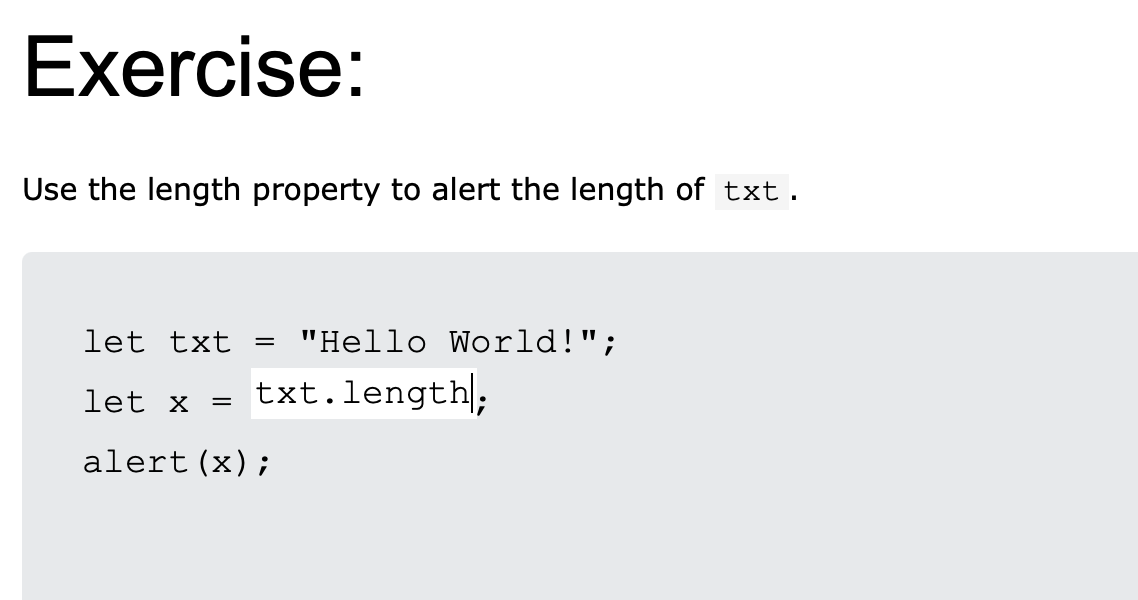 Exercise:
Use the length property to alert the length of txt.
let txt = "Hello World!";
let x = txt.length;
alert(x);